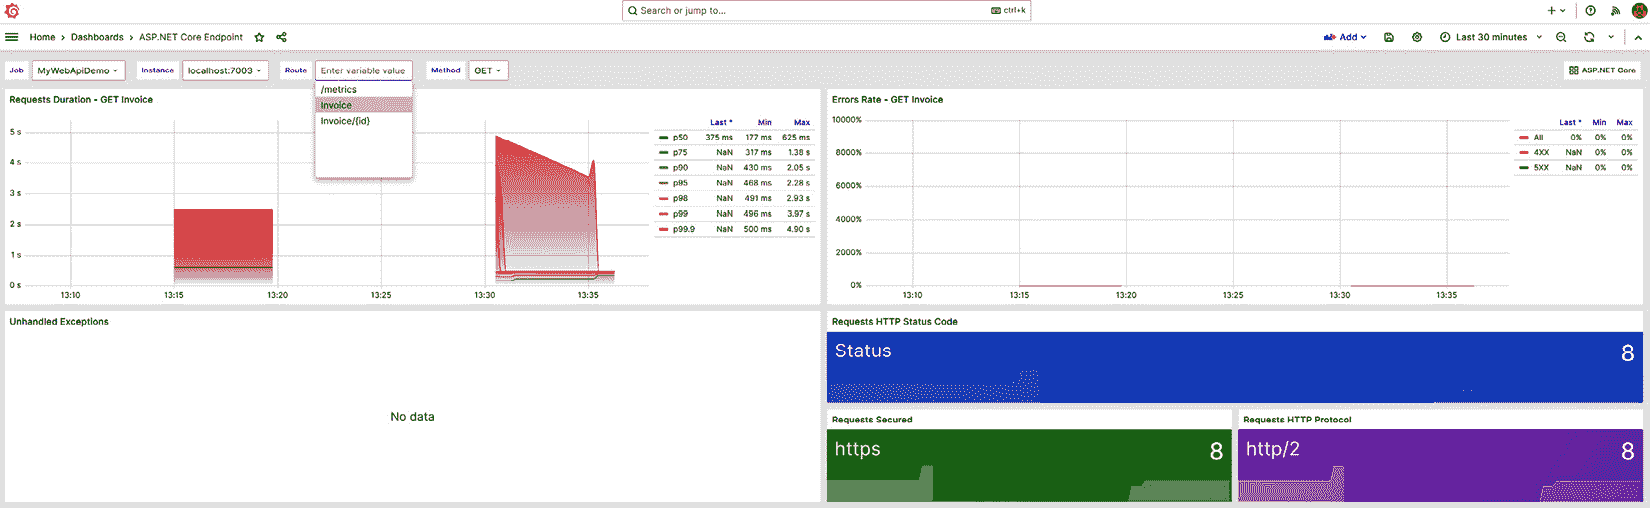 Search or jump to... ctrl+k
Home > Dashboards > ASP.NET Core Endpoint Add Last 30 minutes
Job MyWebApiDemo Instance localhost:7003 Route Enter variable value Method GET ASP.NET Core
/metrics
Invoice
Invoice/{id}
Requests Duration - GET Invoice
5 s
4 s
3 s
2 s
1 s
0 s
13:10 13:15 13:20 13:25 13:30 13:35
Last * Min Max
p50 375 ms 177 ms 625 ms
p75 NaN 317 ms 1.38 s
p90 NaN 430 ms 2.05 s
p95 NaN 468 ms 2.28 s
p98 NaN 491 ms 2.93 s
p99 NaN 496 ms 3.97 s
p99.9 NaN 500 ms 4.90 s
Errors Rate - GET Invoice
10000%
8000%
6000%
4000%
2000%
0%
13:10 13:15 13:20 13:25 13:30 13:35
Last * Min Max
All 0% 0% 0%
4XX NaN 0% 0%
5XX NaN 0% 0%
Unhandled Exceptions
No data
Requests HTTP Status Code
Status 8
Requests Secured
https 8
Requests HTTP Protocol
http/2 8